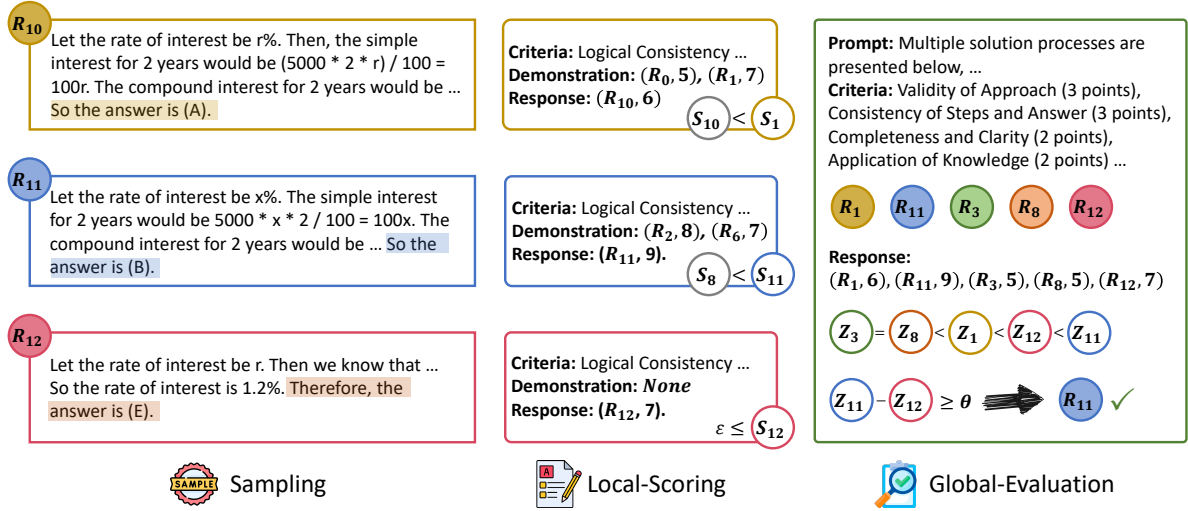 R10
Let the rate of interest be r%. Then, the simple
interest for 2 years would be (5000 * 2 * r) / 100 =
100r. The compound interest for 2 years would be ...
So the answer is (A).
Criteria: Logical Consistency ...
Demonstration: (R0, 5), (R1, 7)
Response: (R10, 6)
S10 < S1
R11
Let the rate of interest be x%. The simple interest
for 2 years would be 5000 * x * 2 / 100 = 100x. The
compound interest for 2 years would be ... So the
answer is (B).
Criteria: Logical Consistency ...
Demonstration: (R2, 8), (R6, 7)
Response: (R11, 9).
S8 < S11
R12
Let the rate of interest be r. Then we know that ...
So the rate of interest is 1.2%. Therefore, the
answer is (E).
Criteria: Logical Consistency ...
Demonstration: None
Response: (R12, 7).
ε ≤ S12
Prompt: Multiple solution processes are
presented below, ...
Criteria: Validity of Approach (3 points),
Consistency of Steps and Answer (3 points),
Completeness and Clarity (2 points),
Application of Knowledge (2 points) ...
R1 R11 R3 R8 R12
Response:
(R1, 6), (R11, 9), (R3, 5), (R8, 5), (R12, 7)
Z3 = Z8 < Z1 < Z12 < Z11
Z11 − Z12 ≥ θ R11 ✓
SAMPLE
Sampling
A
Local-Scoring
Global-Evaluation